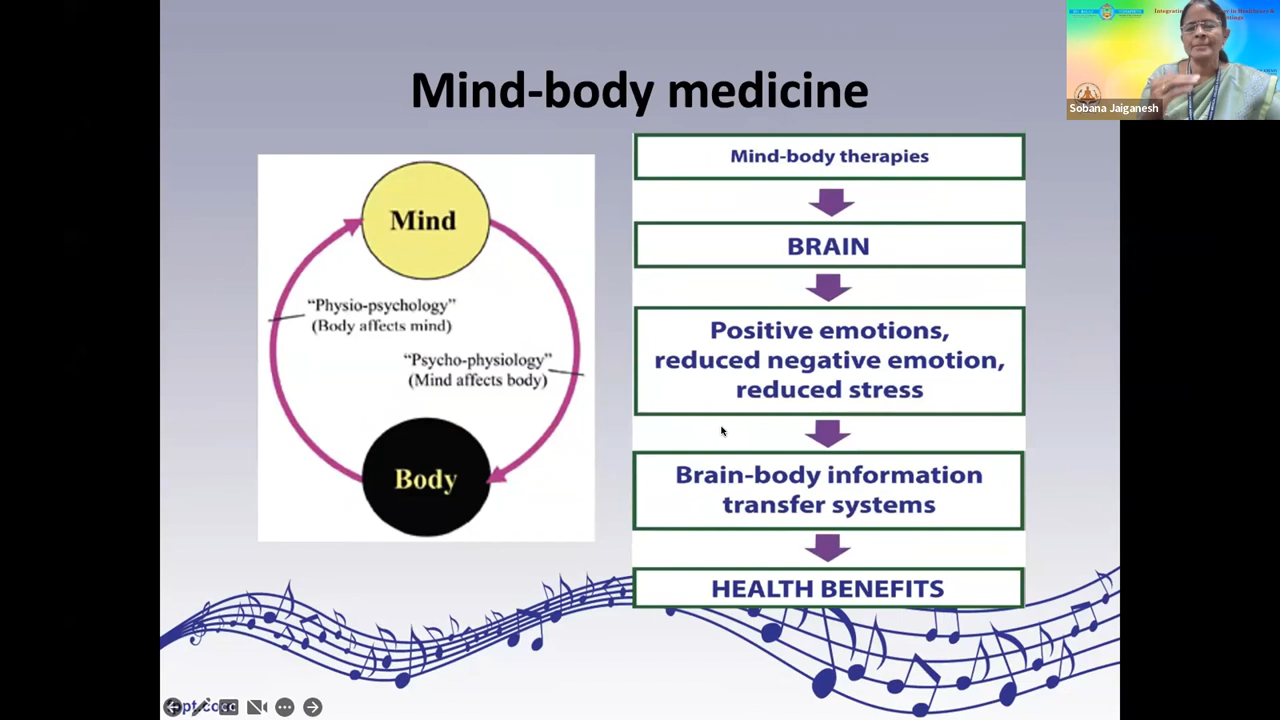 Mind-body medicine
Mind
"Physio-psychology"
(Body affects mind)
"Psycho-physiology"
(Mind affects body)
Body
Mind-body therapies
BRAIN
Positive emotions,
reduced negative emotion,
reduced stress
Brain-body information
transfer systems
HEALTH BENEFITS
Sobana Jaiganesh